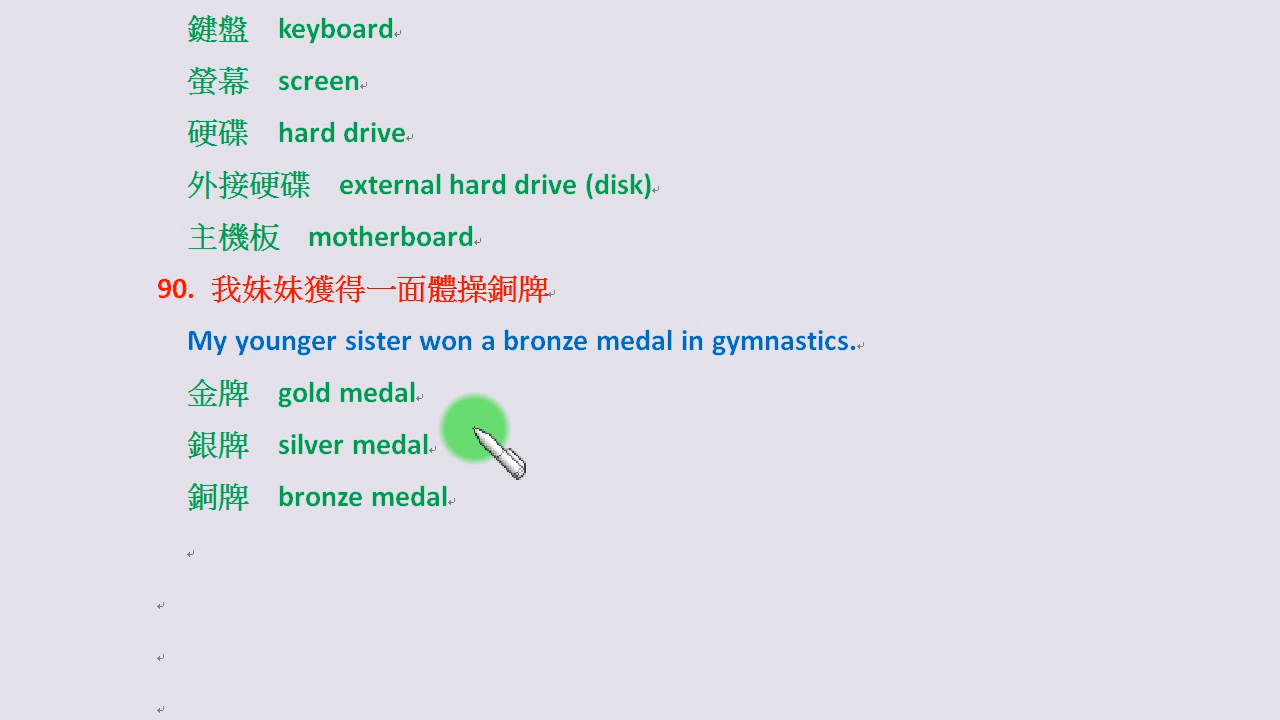 鍵盤 keyboard
螢幕 screen
硬碟 hard drive
外接硬碟 external hard drive (disk)
主機板 motherboard
90. 我妹妹獲得一面體操銅牌
My younger sister won a bronze medal in gymnastics.
金牌 gold medal
銀牌 silver medal
銅牌 bronze medal